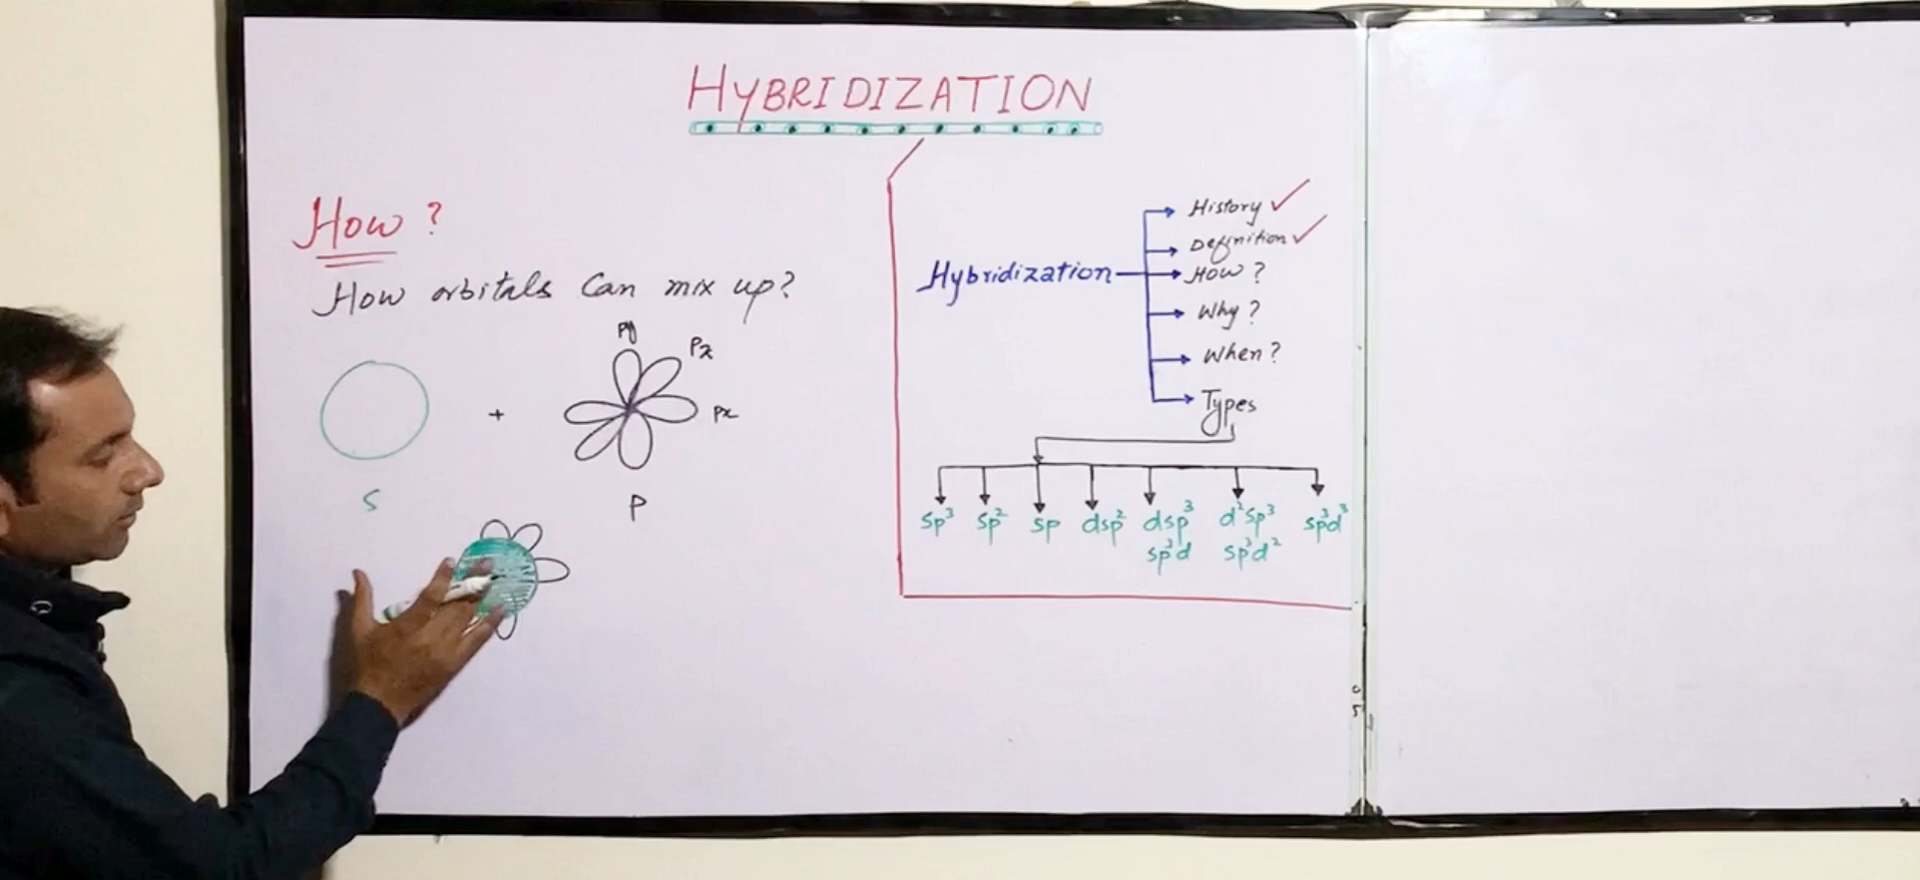 HYBRIDIZATION
How ?
How orbitals Can mix up?
Py
Pz
Px
S
+
P
History ✓
Definition ✓
Hybridization
How ?
Why ?
When ?
Types
sp³ sp² sp dsp² dsp³ d²sp³ sp³d³
sp³d sp³d²